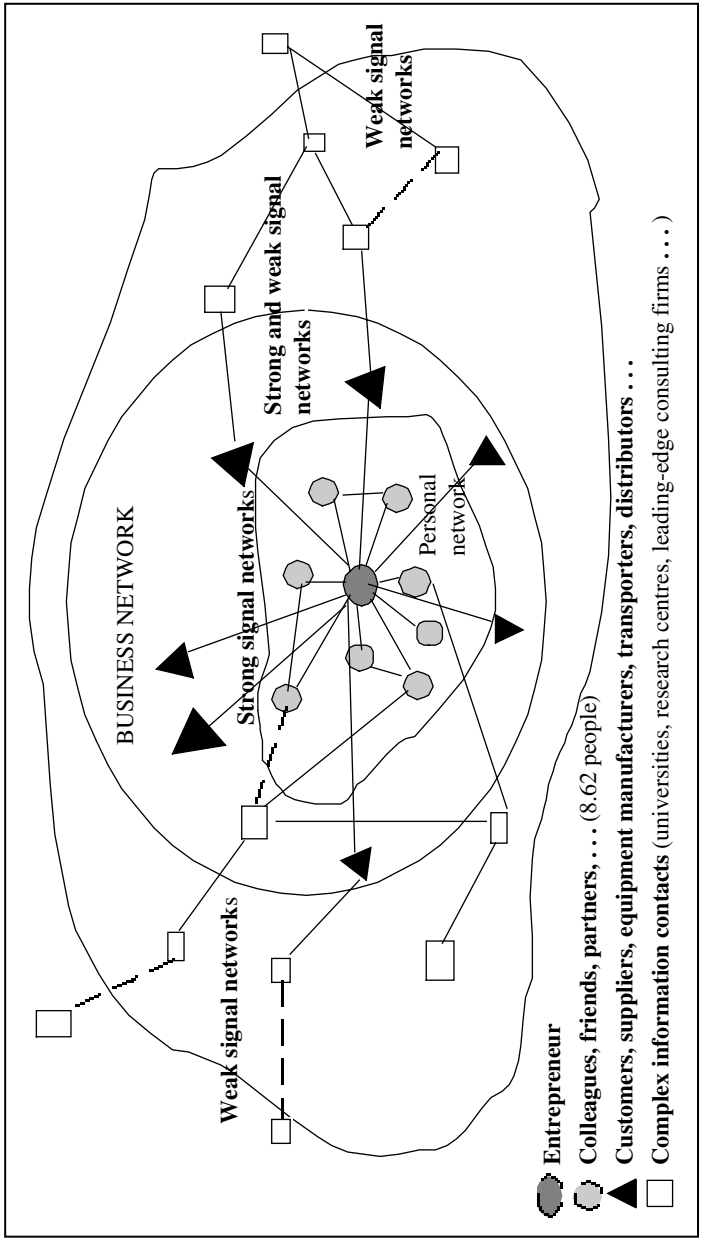 BUSINESS NETWORK
Weak signal networks
Strong signal networks
Strong and weak signal
networks
Weak signal
networks
Personal
network
Entrepreneur
Colleagues, friends, partners, . . . (8.62 people)
Customers, suppliers, equipment manufacturers, transporters, distributors . . .
Complex information contacts (universities, research centres, leading-edge consulting firms . . . )